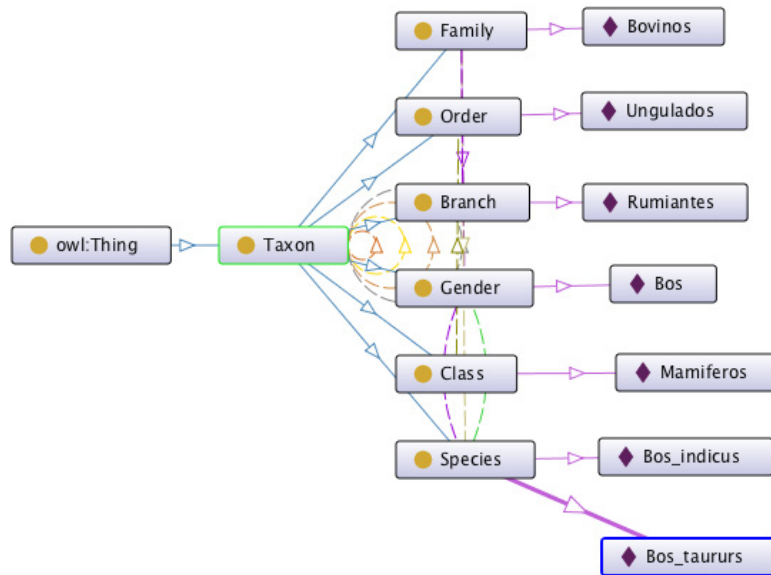 Family
Bovinos
Order
Ungulados
Branch
Rumiantes
owl:Thing
Taxon
Gender
Bos
Class
Mamiferos
Species
Bos_indicus
Bos_taururs